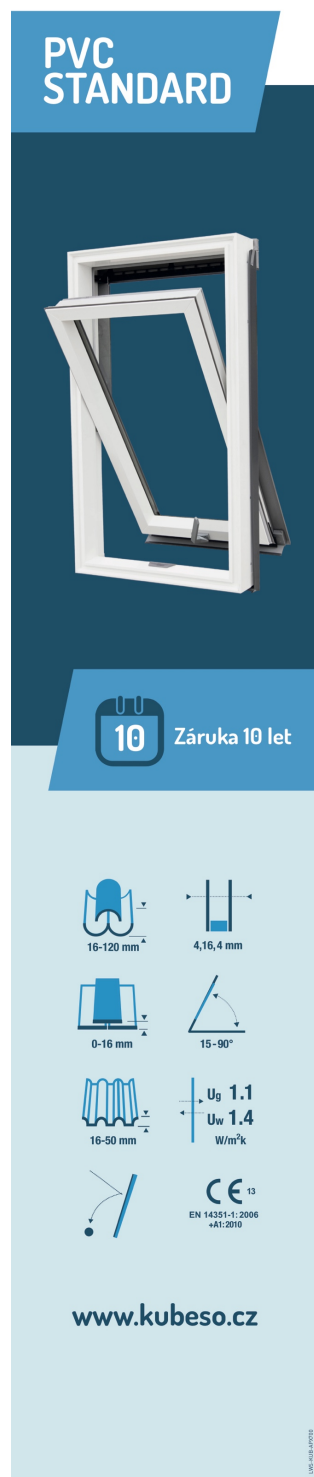 PVC
STANDARD
10
Záruka 10 let
16-120 mm
4,16,4 mm
0-16 mm
15-90°
16-50 mm
Ug 1.1
Uw 1.4
W/m²k
CE 13
EN 14351-1: 2006
+A1:2010
www.kubeso.cz